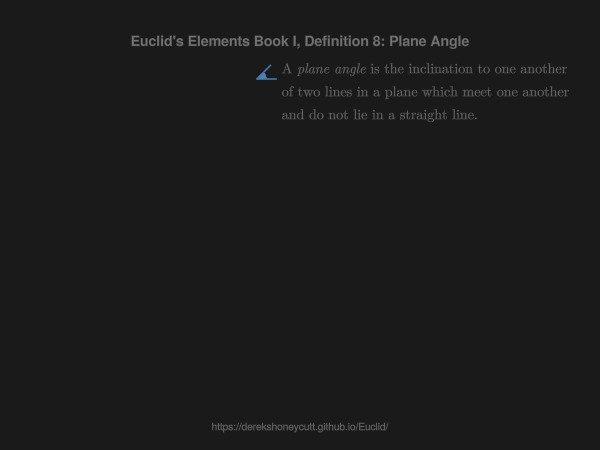 Euclid's Elements Book I, Definition 8: Plane Angle
A plane angle is the inclination to one another
of two lines in a plane which meet one another
and do not lie in a straight line.
https://derekshoneycutt.github.io/Euclid/